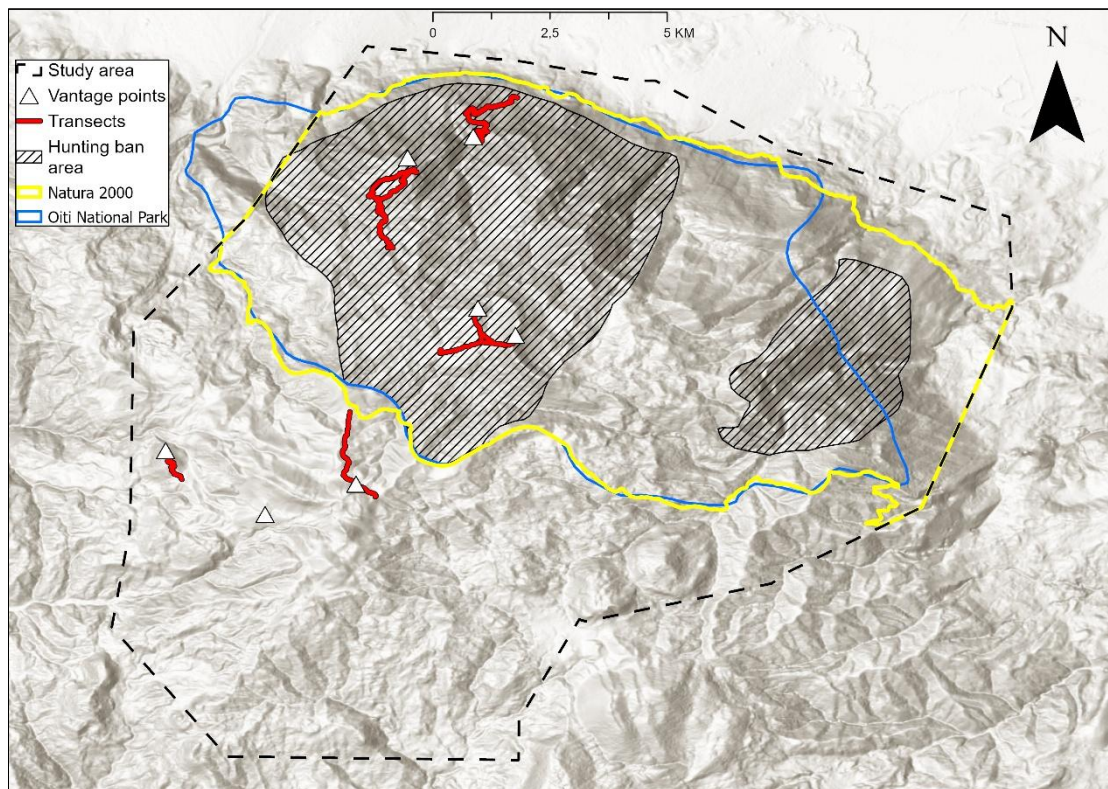 0 2,5 5 KM
N
Study area
Vantage points
Transects
Hunting ban
area
Natura 2000
Oiti National Park